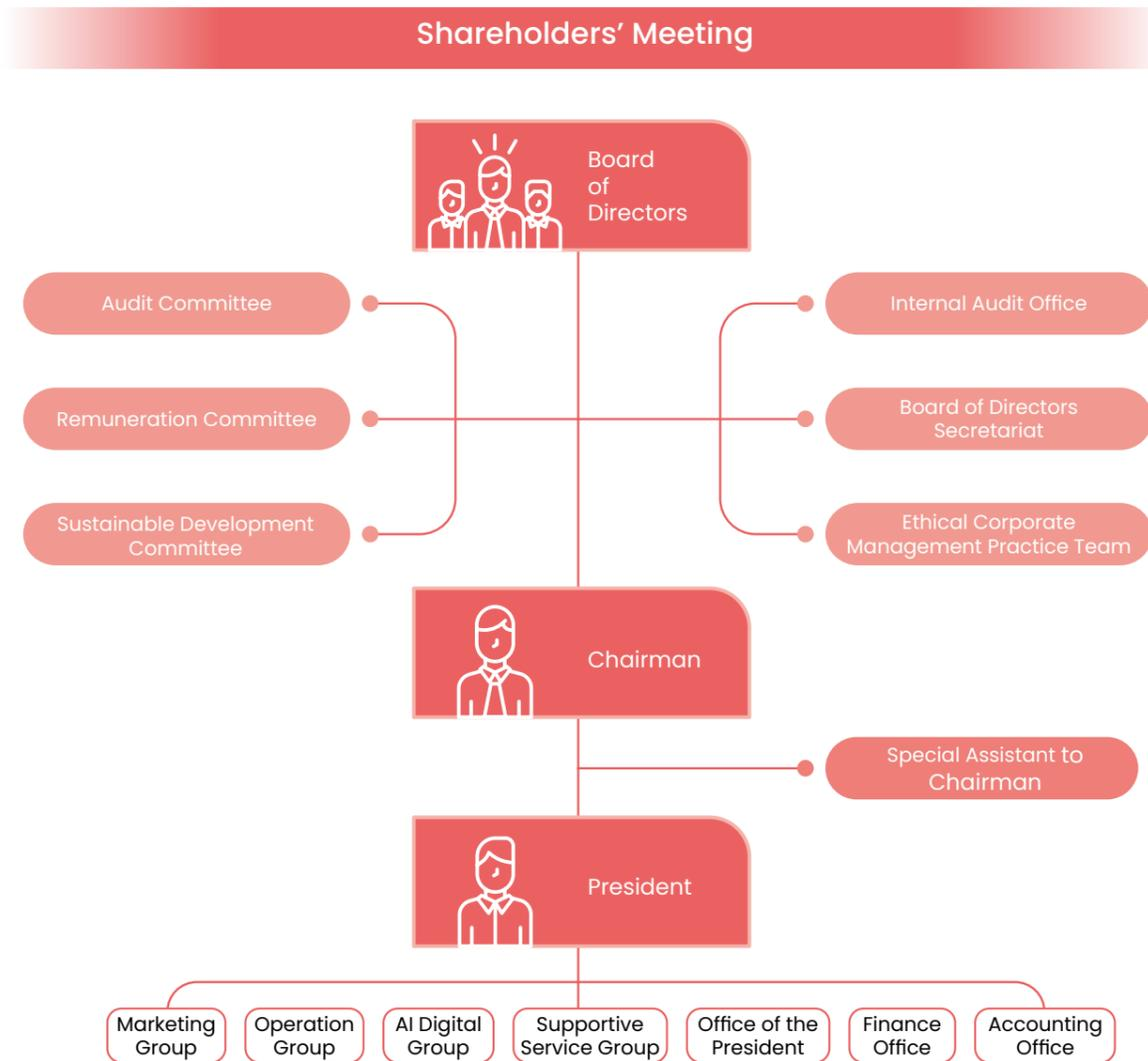 Shareholders’ Meeting
Board
of
Directors
Audit Committee
Internal Audit Office
Remuneration Committee
Board of Directors
Secretariat
Sustainable Development
Committee
Ethical Corporate
Management Practice Team
Chairman
Special Assistant to
Chairman
President
Marketing
Group
Operation
Group
AI Digital
Group
Supportive
Service Group
Office of the
President
Finance
Office
Accounting
Office